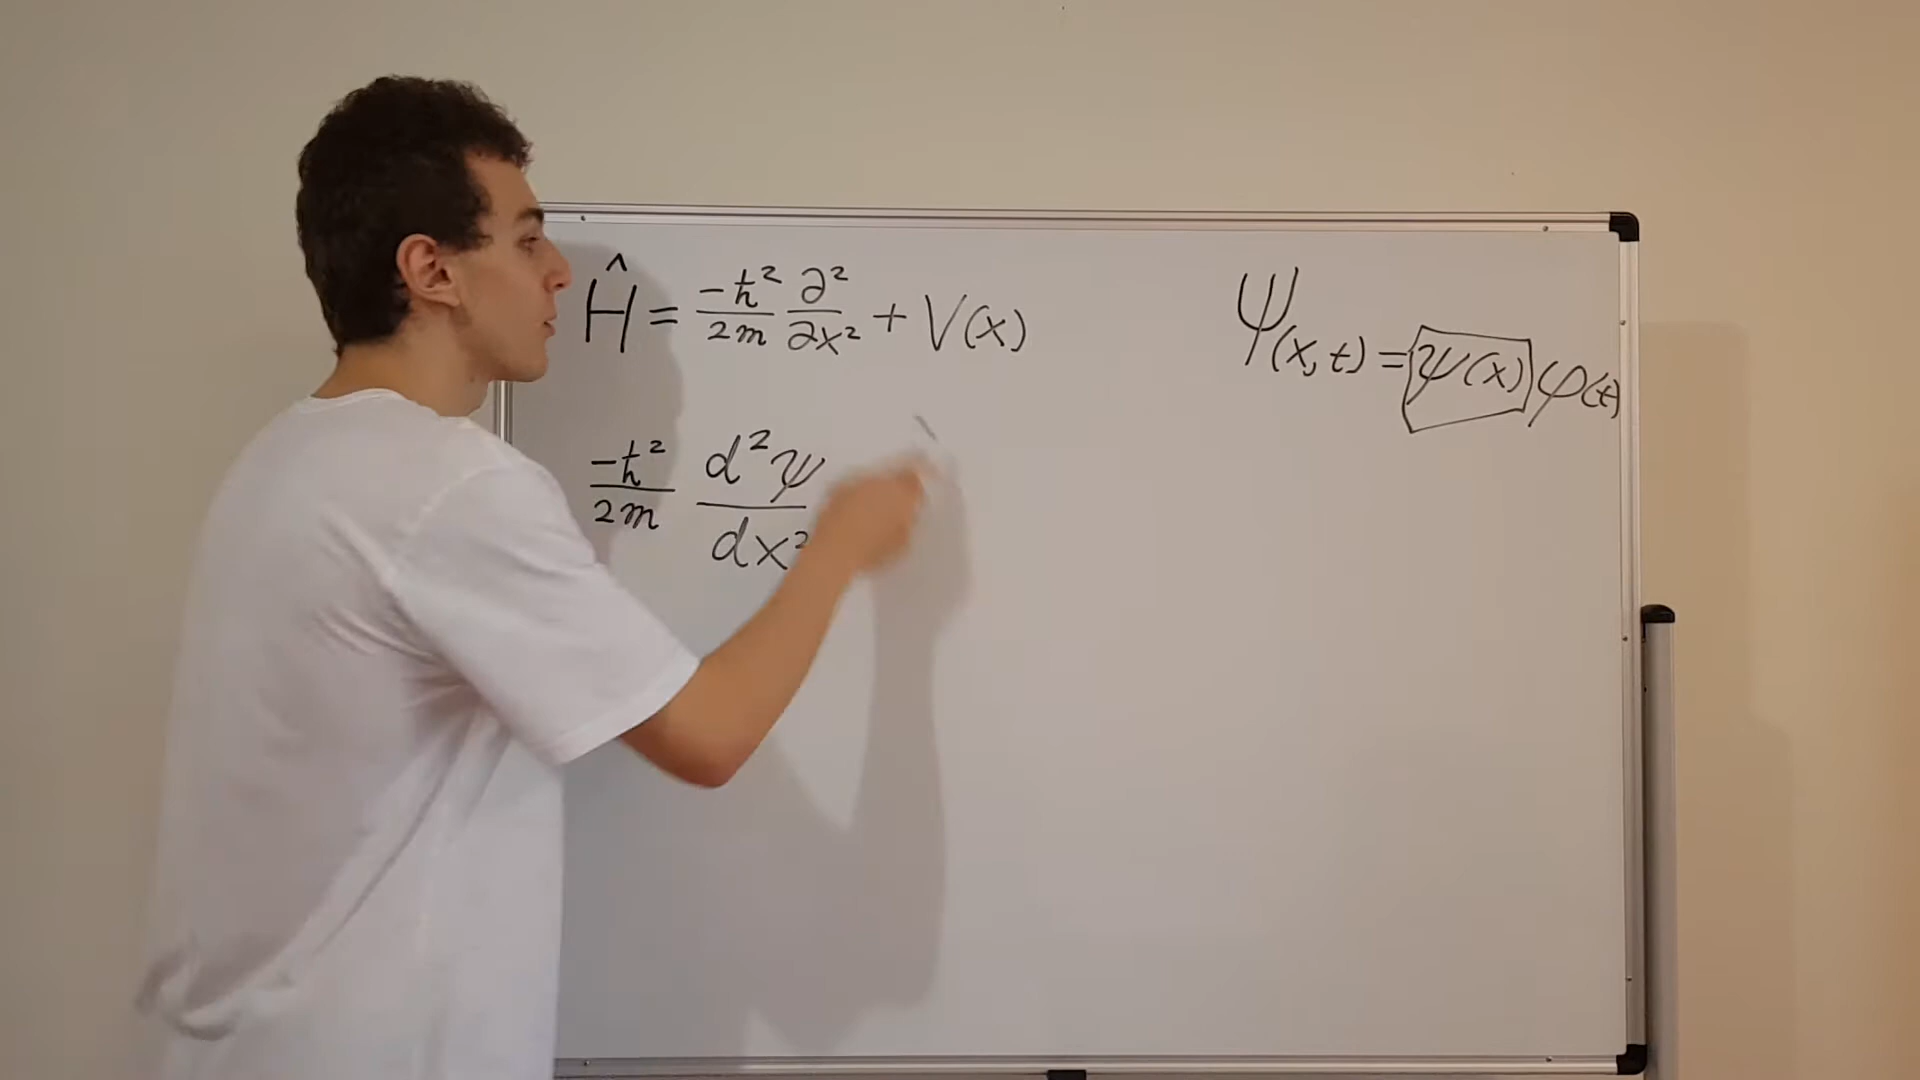 Ĥ = -ħ²/2m ∂²/∂x² + V(x)
Ψ(x,t) = ψ(x) φ(t)
-ħ²/2m d²ψ/dx²